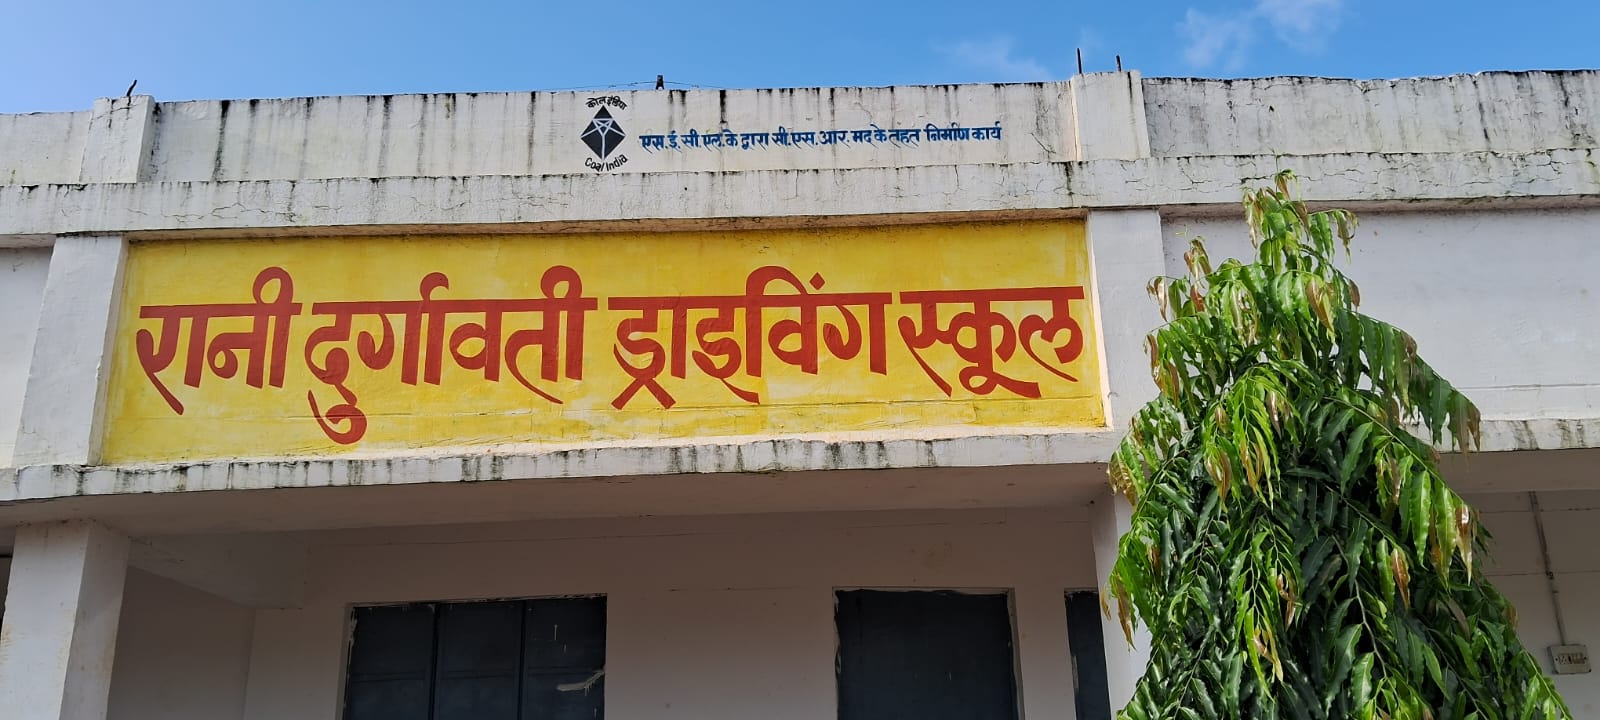 कोल इंडिया
Coal India
एस.ई.सी.एल. के द्वारा सी.एस.आर. मद के तहत निर्माण कार्य
रानी दुर्गावती ड्राइविंग स्कूल